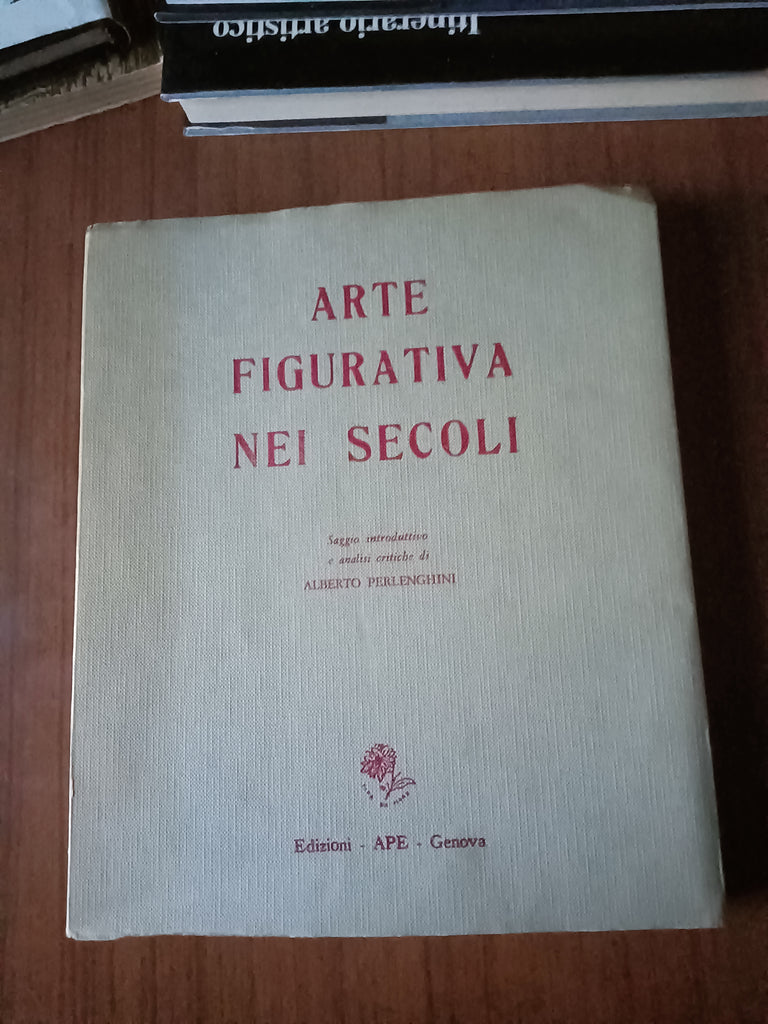 Itinerario artistico
ARTE
FIGURATIVA
NEI SECOLI
Saggio introduttivo
e analisi critiche di
ALBERTO PERLENGHINI
Edizioni - APE - Genova